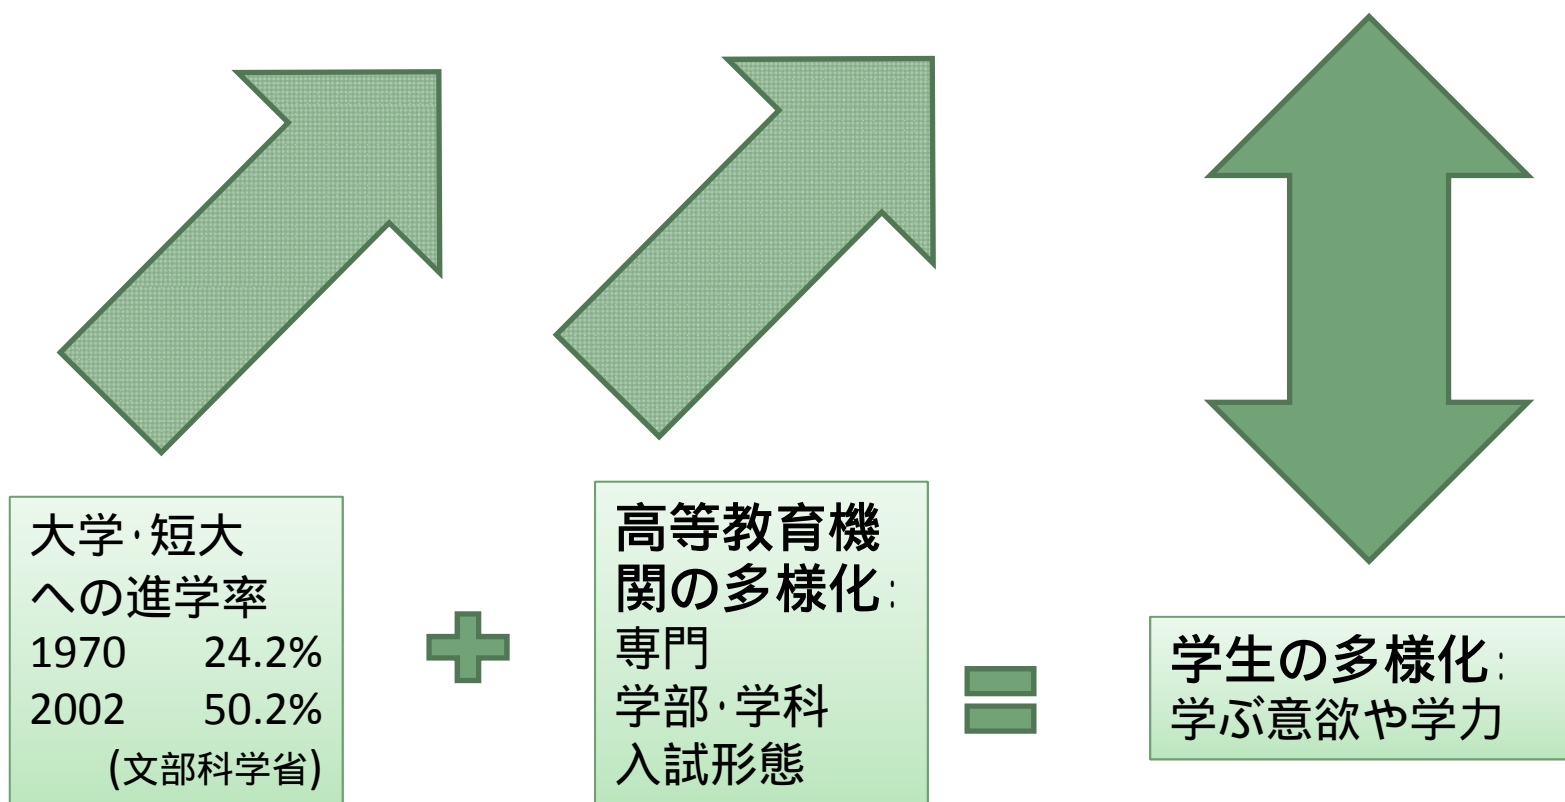 大学・短大
への進学率
1970 24.2%
2002 50.2%
(文部科学省)
高等教育機
関の多様化:
専門
学部・学科
入試形態
学生の多様化:
学ぶ意欲や学力